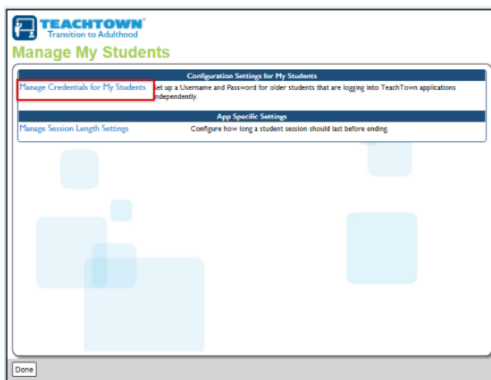 TEACHTOWN
Transition to Adulthood
Manage My Students
Configuration Settings for My Students
Manage Credentials for My Students set up a Username and Password for older students that are logging into TeachTown applications
independently.
App Specific Settings
Manage Session Length Settings Configure how long a student session should last before ending.
Done